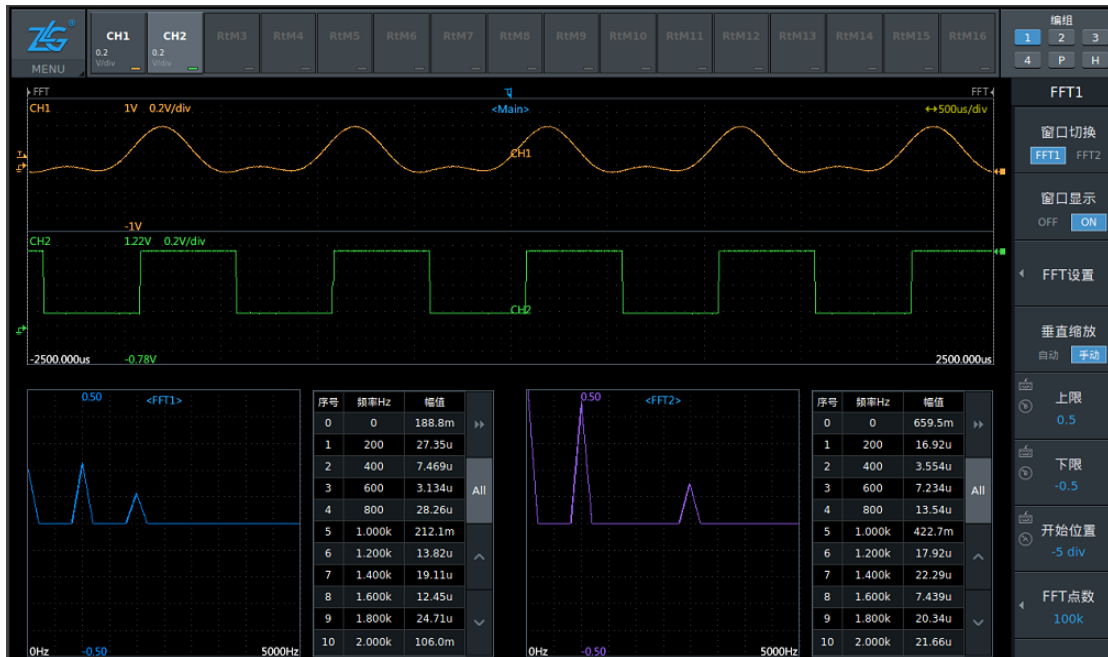 ZLG®
MENU
CH1
0.2
V/div
CH2
0.2
V/div
RtM3
RtM4
RtM5
RtM6
RtM7
RtM8
RtM9
RtM10
RtM11
RtM12
RtM13
RtM14
RtM15
RtM16
编组
1 2 3
4 P H
FFT
FFT
CH1 1V 0.2V/div
<Main>
500us/div
T
CH1
-1V
CH2 1.22V 0.2V/div
CH2
-2500.000us -0.78V
2500.000us
0.50 <FFT1>
0Hz -0.50 5000Hz
序号 频率Hz 幅值
0 0 188.8m
1 200 27.35u
2 400 7.469u
3 600 3.134u
4 800 28.26u
5 1.000k 212.1m
6 1.200k 13.82u
7 1.400k 19.11u
8 1.600k 12.45u
9 1.800k 24.71u
10 2.000k 106.0m
All
0.50 <FFT2>
0Hz -0.50 5000Hz
序号 频率Hz 幅值
0 0 659.5m
1 200 16.92u
2 400 3.554u
3 600 7.234u
4 800 13.54u
5 1.000k 422.7m
6 1.200k 17.92u
7 1.400k 22.29u
8 1.600k 7.439u
9 1.800k 20.34u
10 2.000k 21.66u
All
FFT1
窗口切换
FFT1 FFT2
窗口显示
OFF ON
FFT设置
垂直缩放
自动 手动
上限
0.5
下限
-0.5
开始位置
-5 div
FFT点数
100k